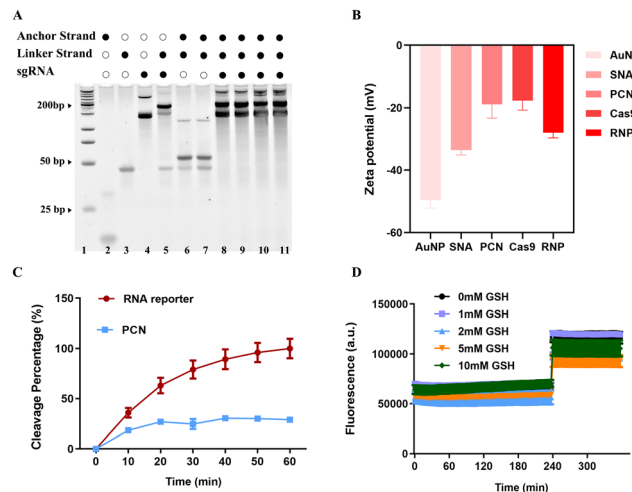 A
Anchor Strand
Linker Strand
sgRNA
200bp
50 bp
25 bp
1 2 3 4 5 6 7 8 9 10 11
B
Zeta potential (mV)
0
-20
-40
-60
AuNP SNA PCN Cas9 RNP
AuNP
SNA
PCN
Cas9
RNP
C
Cleavage Percentage (%)
150
100
50
0
RNA reporter
PCN
0 10 20 30 40 50 60
Time (min)
D
Fluorescence (a.u.)
150000
100000
50000
0
0mM GSH
1mM GSH
2mM GSH
5mM GSH
10mM GSH
0 60 120 180 240 300
Time (min)